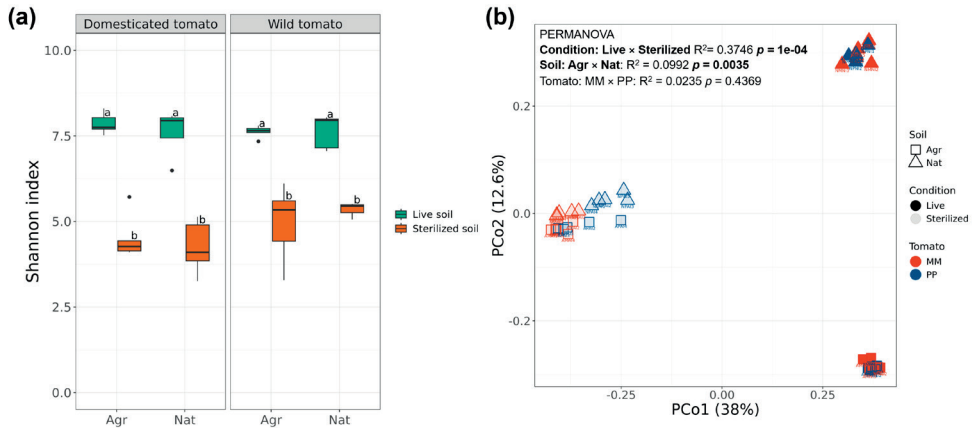 (a)
Domesticated tomato
Wild tomato
Shannon index
10.0
7.5
5.0
2.5
0.0
a
a
b
b
a
a
b
b
Agr
Nat
Agr
Nat
Live soil
Sterilized soil
(b)
PERMANOVA
Condition: Live × Sterilized R²= 0.3746 p = 1e-04
Soil: Agr × Nat: R² = 0.0992 p = 0.0035
Tomato: MM × PP: R² = 0.0235 p = 0.4369
PCo2 (12.6%)
0.2
0.0
-0.2
-0.25
0.00
0.25
PCo1 (38%)
Soil
Agr
Nat
Condition
Live
Sterilized
Tomato
MM
PP